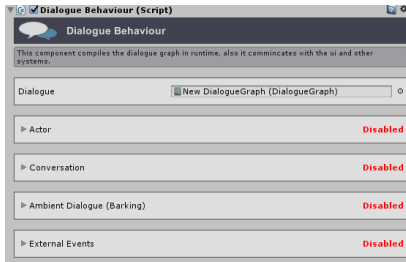 Dialogue Behaviour (Script)
Dialogue Behaviour
This component compiles the dialogue graph in runtime. also it commincates with the ui and other
systems.
Dialogue New DialogueGraph (DialogueGraph)
Actor Disabled
Conversation Disabled
Ambient Dialogue (Barking) Disabled
External Events Disabled